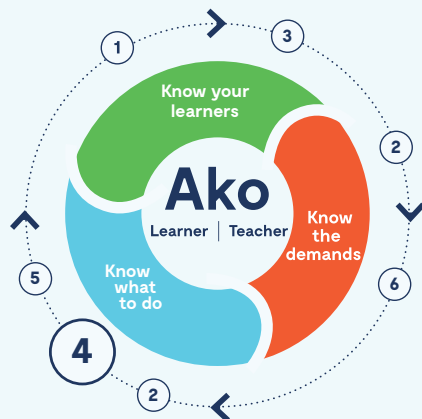 1
3
Know your
learners
2
Ako
Learner | Teacher
Know
the
demands
Know
what
to do
5
6
4
2